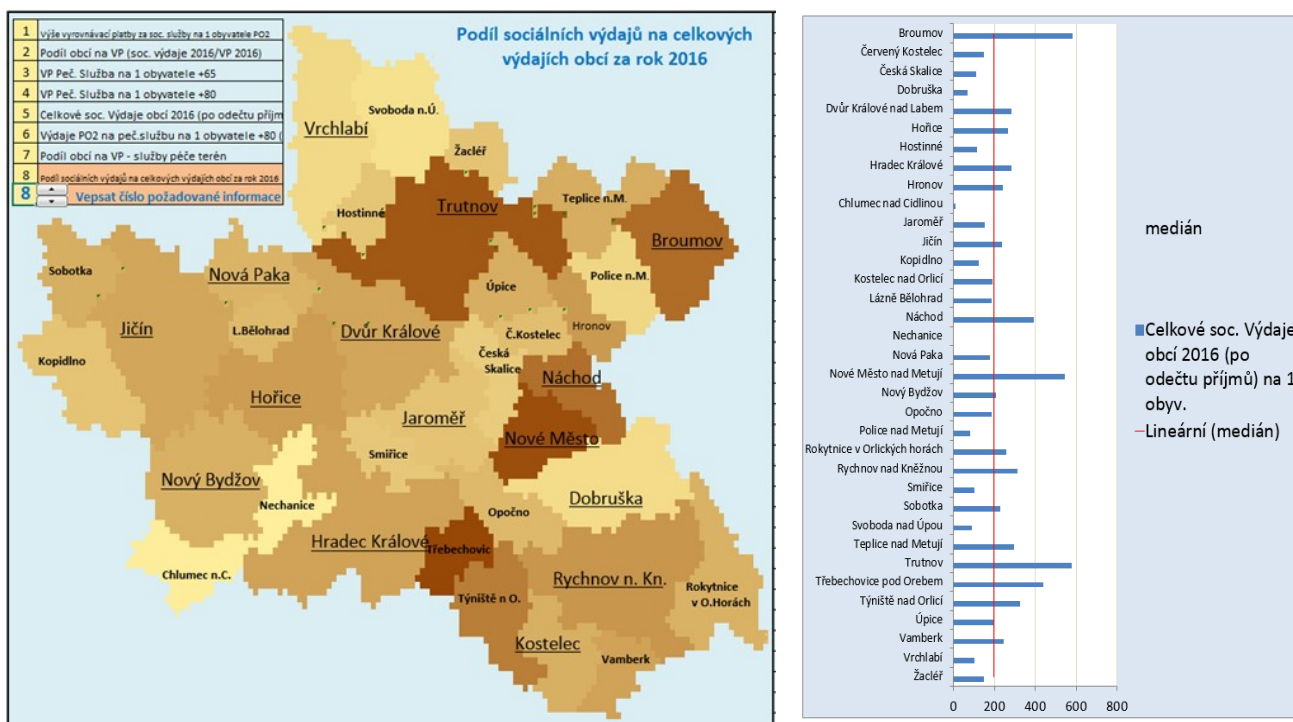 1 Výše vyrovnávací platby za soc. služby na 1 obyvatele PO2
2 Podíl obcí na VP (soc. výdaje 2016/VP 2016)
3 VP Peč. Služba na 1 obyvatele +65
4 VP Peč. Služba na 1 obyvatele +80
5 Celkové soc. Výdaje obcí 2016 (po odečtu příjm
6 Výdaje PO2 na peč.službu na 1 obyvatele +80 (
7 Podíl obcí na VP - služby péče terén
8 Podíl sociálních výdajů na celkových výdajích obcí za rok 2016
8 Vepsat číslo požadované informace
Podíl sociálních výdajů na celkových
výdajích obcí za rok 2016
Svoboda n.Ú.
Vrchlabí
Žacléř
Teplice n.M.
Trutnov
Hostinné
Broumov
Sobotka
Nová Paka
Police n.M.
Úpice
Jičín
L.Bělohrad
Dvůr Králové
Č.Kostelec
Hronov
Kopidlno
Česká
Skalice
Náchod
Hořice
Jaroměř
Nové Město
Smiřice
Nový Bydžov
Nechanice
Dobruška
Opočno
Hradec Králové
Třebechovic
Chlumec n.C.
Rychnov n. Kn.
Rokytnice
v O.Horách
Týniště n O.
Kostelec
Vamberk
Broumov
Červený Kostelec
Česká Skalice
Dobruška
Dvůr Králové nad Labem
Hořice
Hostinné
Hradec Králové
Hronov
Chlumec nad Cidlinou
Jaroměř
Jičín
Kopidlno
Kostelec nad Orlicí
Lázně Bělohrad
Náchod
Nechanice
Nová Paka
Nové Město nad Metují
Nový Bydžov
Opočno
Police nad Metují
Rokytnice v Orlických horách
Rychnov nad Kněžnou
Smiřice
Sobotka
Svoboda nad Úpou
Teplice nad Metují
Trutnov
Třebechovice pod Orebem
Týniště nad Orlicí
Úpice
Vamberk
Vrchlabí
Žacléř
0 200 400 600 800
medián
Celkové soc. Výdaje
obcí 2016 (po
odečtu příjmů) na 1
obyv.
Lineární (medián)